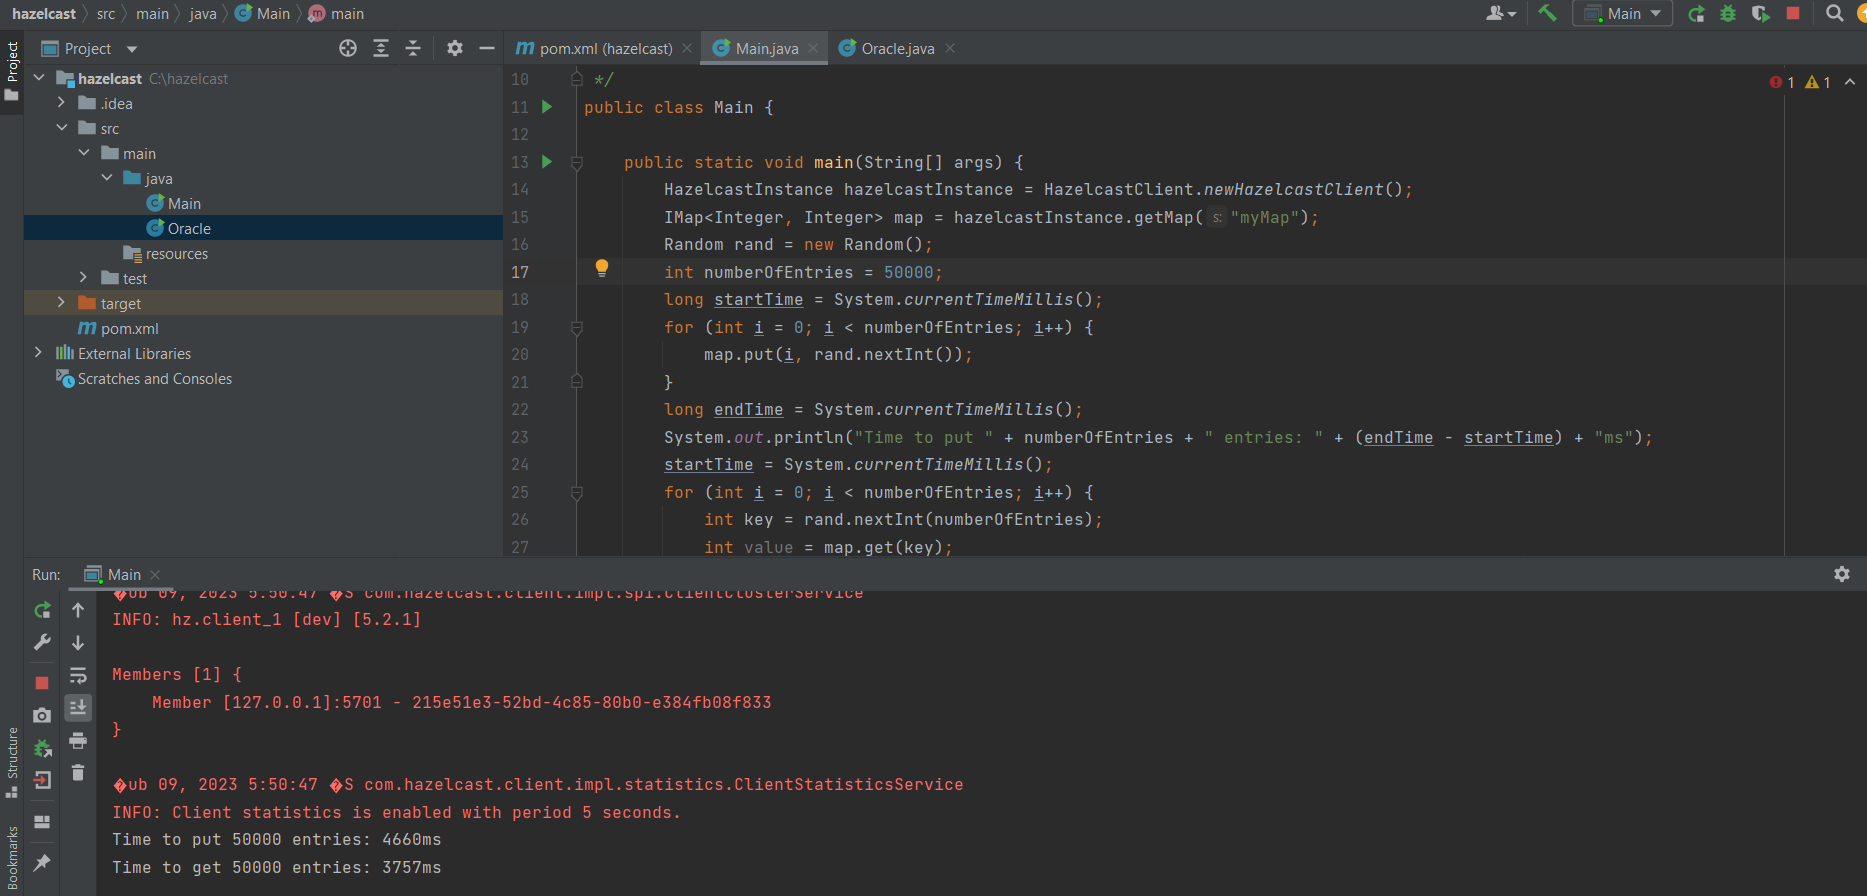 hazelcast src main java Main main
Main
Project
Project
pom.xml (hazelcast) Main.java Oracle.java
hazelcast C:\hazelcast
.idea
src
main
java
Main
Oracle
resources
test
target
pom.xml
External Libraries
Scratches and Consoles
1 1
10 */
11 public class Main {
12
13 public static void main(String[] args) {
14 HazelcastInstance hazelcastInstance = HazelcastClient.newHazelcastClient();
15 IMap<Integer, Integer> map = hazelcastInstance.getMap( s: "myMap");
16 Random rand = new Random();
17 int numberOfEntries = 50000;
18 long startTime = System.currentTimeMillis();
19 for (int i = 0; i < numberOfEntries; i++) {
20 map.put(i, rand.nextInt());
21 }
22 long endTime = System.currentTimeMillis();
23 System.out.println("Time to put " + numberOfEntries + " entries: " + (endTime - startTime) + "ms");
24 startTime = System.currentTimeMillis();
25 for (int i = 0; i < numberOfEntries; i++) {
26 int key = rand.nextInt(numberOfEntries);
27 int value = map.get(key);
Run: Main
�ub 09, 2023 5:50:47 �S com.hazelcast.client.impl.spi.ClientClusterService
INFO: hz.client_1 [dev] [5.2.1]
Members [1] {
Member [127.0.0.1]:5701 - 215e51e3-52bd-4c85-80b0-e384fb08f833
}
�ub 09, 2023 5:50:47 �S com.hazelcast.client.impl.statistics.ClientStatisticsService
INFO: Client statistics is enabled with period 5 seconds.
Time to put 50000 entries: 4660ms
Time to get 50000 entries: 3757ms
Structure
Bookmarks